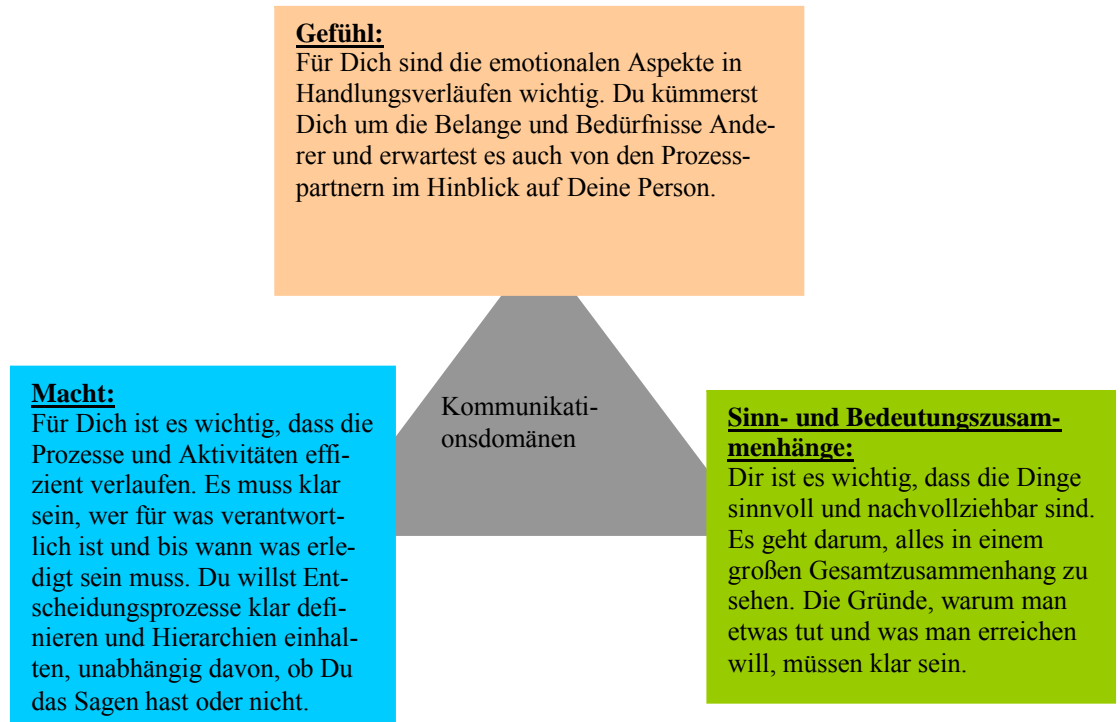 Gefühl:
Für Dich sind die emotionalen Aspekte in
Handlungsverläufen wichtig. Du kümmerst
Dich um die Belange und Bedürfnisse Ande-
rer und erwartest es auch von den Prozess-
partnern im Hinblick auf Deine Person.
Macht:
Für Dich ist es wichtig, dass die
Prozesse und Aktivitäten effi-
zient verlaufen. Es muss klar
sein, wer für was verantwort-
lich ist und bis wann was erle-
digt sein muss. Du willst Ent-
scheidungsprozesse klar defi-
nieren und Hierarchien einhal-
ten, unabhängig davon, ob Du
das Sagen hast oder nicht.
Kommunikati-
onsdomänen
Sinn- und Bedeutungszusam-
menhänge:
Dir ist es wichtig, dass die Dinge
sinnvoll und nachvollziehbar sind.
Es geht darum, alles in einem
großen Gesamtzusammenhang zu
sehen. Die Gründe, warum man
etwas tut und was man erreichen
will, müssen klar sein.